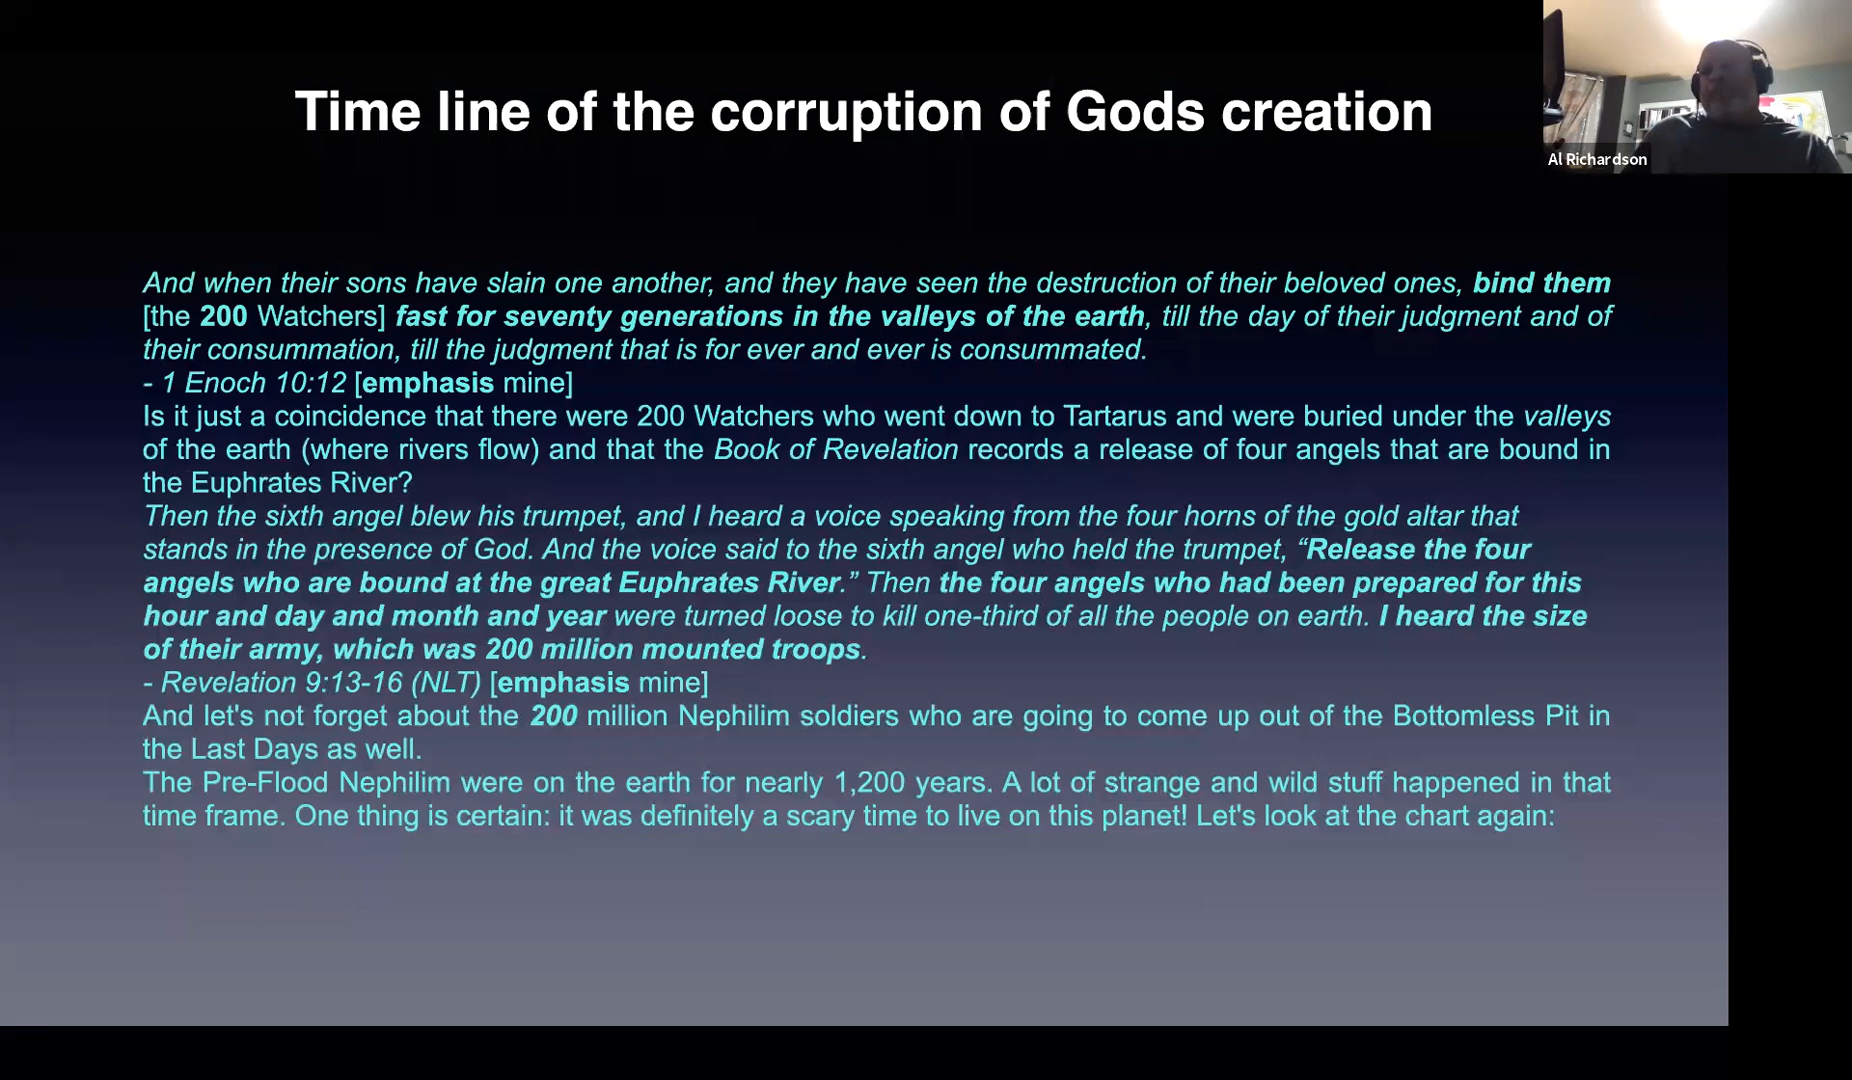 Time line of the corruption of Gods creation
Al Richardson
And when their sons have slain one another, and they have seen the destruction of their beloved ones, bind them
[the 200 Watchers] fast for seventy generations in the valleys of the earth, till the day of their judgment and of
their consummation, till the judgment that is for ever and ever is consummated.
- 1 Enoch 10:12 [emphasis mine]
Is it just a coincidence that there were 200 Watchers who went down to Tartarus and were buried under the valleys
of the earth (where rivers flow) and that the Book of Revelation records a release of four angels that are bound in
the Euphrates River?
Then the sixth angel blew his trumpet, and I heard a voice speaking from the four horns of the gold altar that
stands in the presence of God. And the voice said to the sixth angel who held the trumpet, “Release the four
angels who are bound at the great Euphrates River.” Then the four angels who had been prepared for this
hour and day and month and year were turned loose to kill one-third of all the people on earth. I heard the size
of their army, which was 200 million mounted troops.
- Revelation 9:13-16 (NLT) [emphasis mine]
And let's not forget about the 200 million Nephilim soldiers who are going to come up out of the Bottomless Pit in
the Last Days as well.
The Pre-Flood Nephilim were on the earth for nearly 1,200 years. A lot of strange and wild stuff happened in that
time frame. One thing is certain: it was definitely a scary time to live on this planet! Let's look at the chart again: